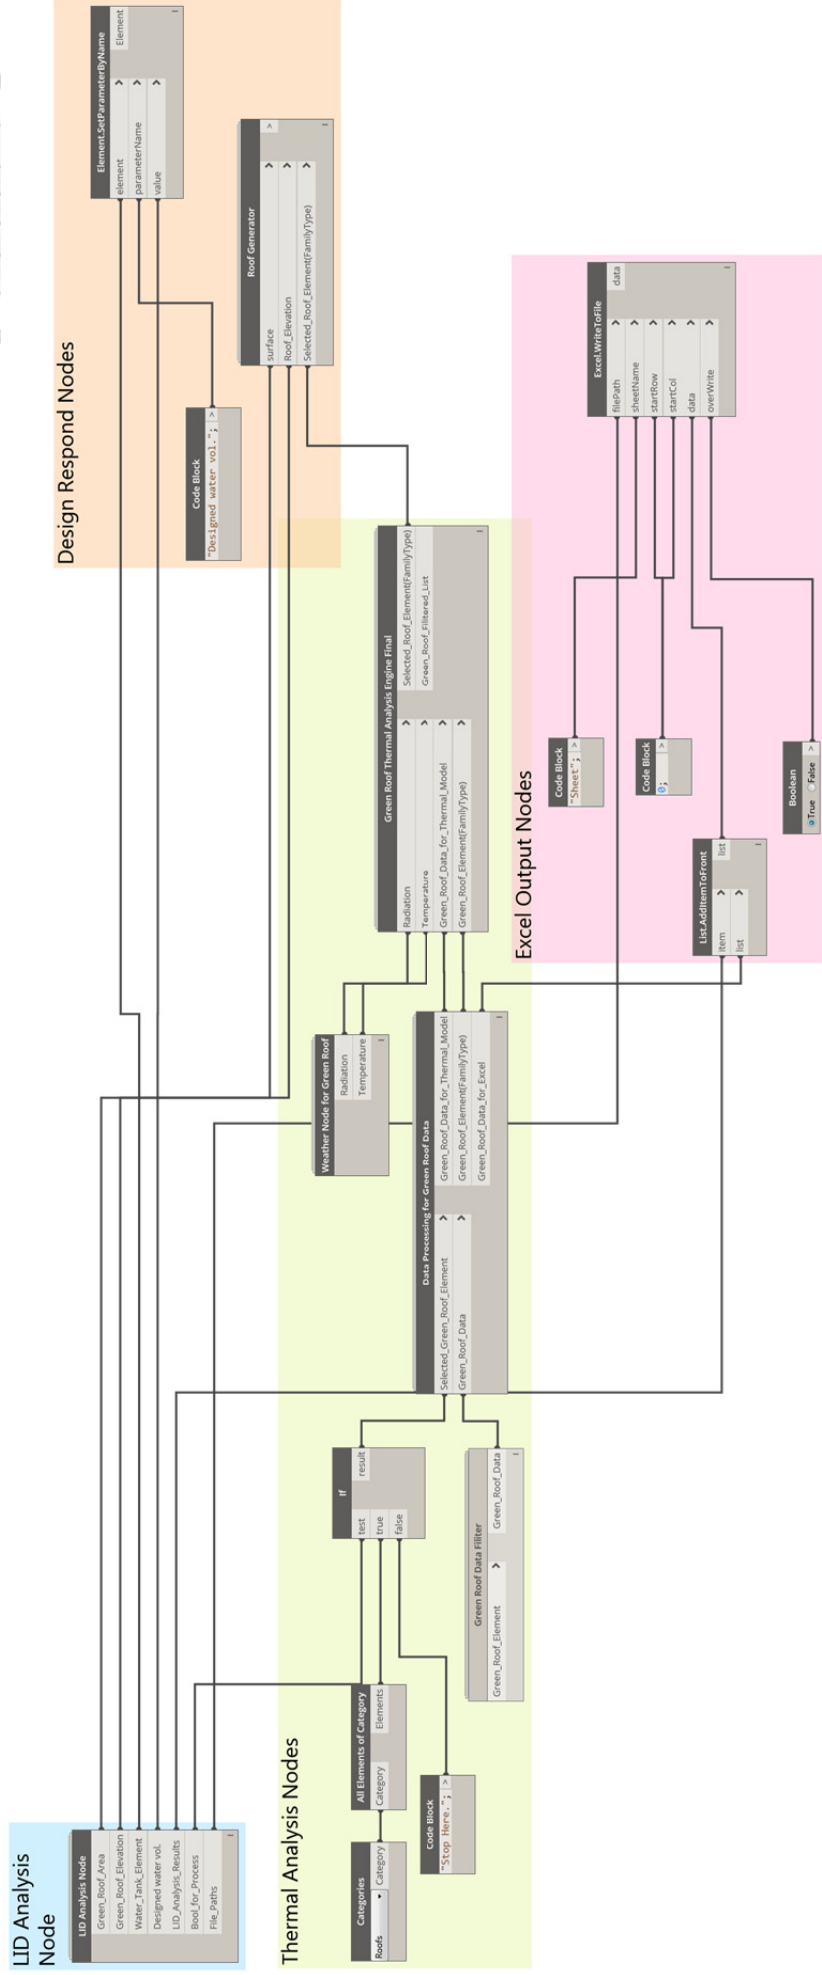 LID Analysis
Node
LID Analysis Node
Green_Roof_Area
Green_Roof_Elevation
Water_Tank_Element
Designed water vol.
LID_Analysis_Results
Bool_for_Process
File_Paths
Thermal Analysis Nodes
Categories
Roofs
Category
All Elements of Category
Category
Elements
Code Block
"Stop Here."; >
If
test
true
false
result
Green Roof Data Filiter
Green_Roof_Element
Green_Roof_Data
Weather Node for Green Roof
Radiation
Temperature
Data Processing for Green Roof Data
Selected_Green_Roof_Element
Green_Roof_Data
Green_Roof_Data_for_Thermal_Model
Green_Roof_Element(FamilyType)
Green_Roof_Data_for_Excel
Green Roof Thermal Analysis Engine Final
Radiation
Temperature
Green_Roof_Data_for_Thermal_Model
Green_Roof_Element(FamilyType)
Selected_Roof_Element(FamilyType)
Green_Roof_Filitered_List
Design Respond Nodes
Code Block
"Designed water vol."; >
Element.SetParameterByName
element
parameterName
value
Element
Roof Generator
surface
Roof_Elevation
Selected_Roof_Element(FamilyType)
>
Excel Output Nodes
Code Block
"Sheet"; >
Code Block
0; >
List.AddItemToFront
item
list
list
Boolean
True False >
Excel.WriteToFile
filePath
sheetName
startRow
startCol
data
overWrite
data